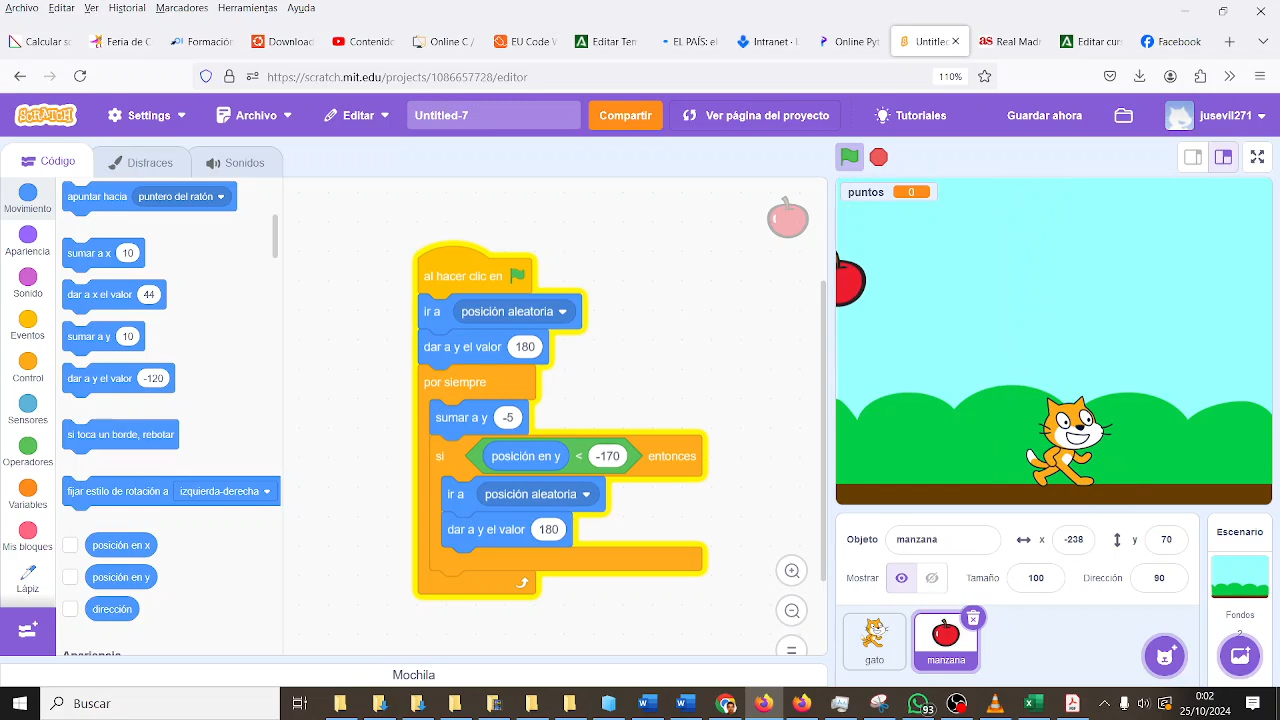 Archivo Editar Ver Historial Marcadores Herramientas Ayuda
Calcular se
Feria de C
Formación
Download
Contenido
Online C /
EU Code V
Editar Ter
EL PAÍS: el
Intranet - I
Online Pyt
Untitled
Real Madr
Editar cur
Facebook
https://scratch.mit.edu/projects/1086657728/editor
110%
SCRATCH
Settings
Archivo
Editar
Untitled-7
Compartir
Ver página del proyecto
Tutoriales
Guardar ahora
jusevil271
Código
Disfraces
Sonidos
Movimiento
Apariencia
Sonido
Eventos
Control
Sensores
Operadores
Variables
Mis bloques
Lápiz
apuntar hacia puntero del ratón
sumar a x 10
dar a x el valor 44
sumar a y 10
dar a y el valor -120
si toca un borde, rebotar
fijar estilo de rotación a izquierda-derecha
posición en x
posición en y
dirección
Apariencia
al hacer clic en
ir a posición aleatoria
dar a y el valor 180
por siempre
sumar a y -5
si posición en y < -170 entonces
ir a posición aleatoria
dar a y el valor 180
Mochila
puntos 0
Objeto manzana x -238 y 70
Mostrar Tamaño 100 Dirección 90
gato
manzana
Escenario
Fondos
2
Buscar
93
0:02
25/10/2024